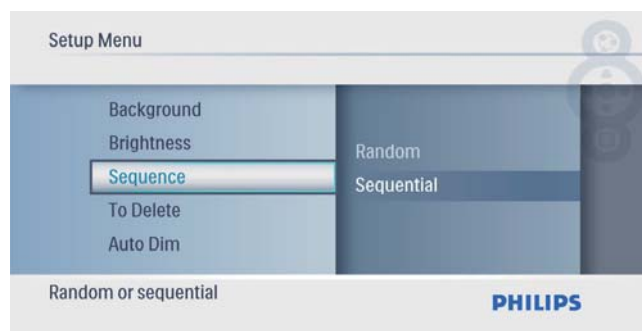 Setup Menu
Background
Brightness
Sequence
To Delete
Auto Dim
Random
Sequential
Random or sequential
PHILIPS